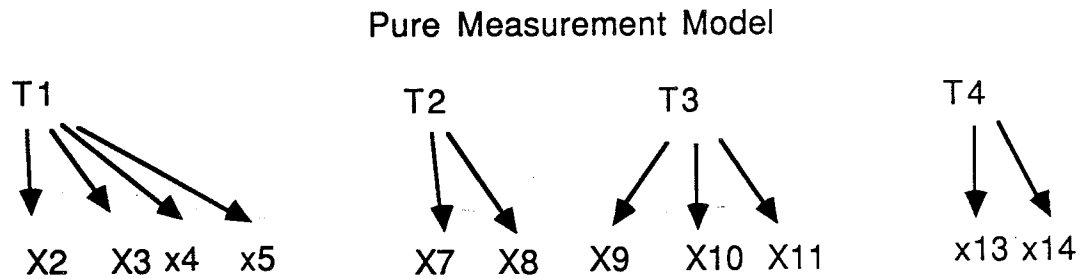 Pure Measurement Model
T1 T2 T3 T4
X2 X3 x4 x5 X7 X8 X9 X10 X11 x13 x14